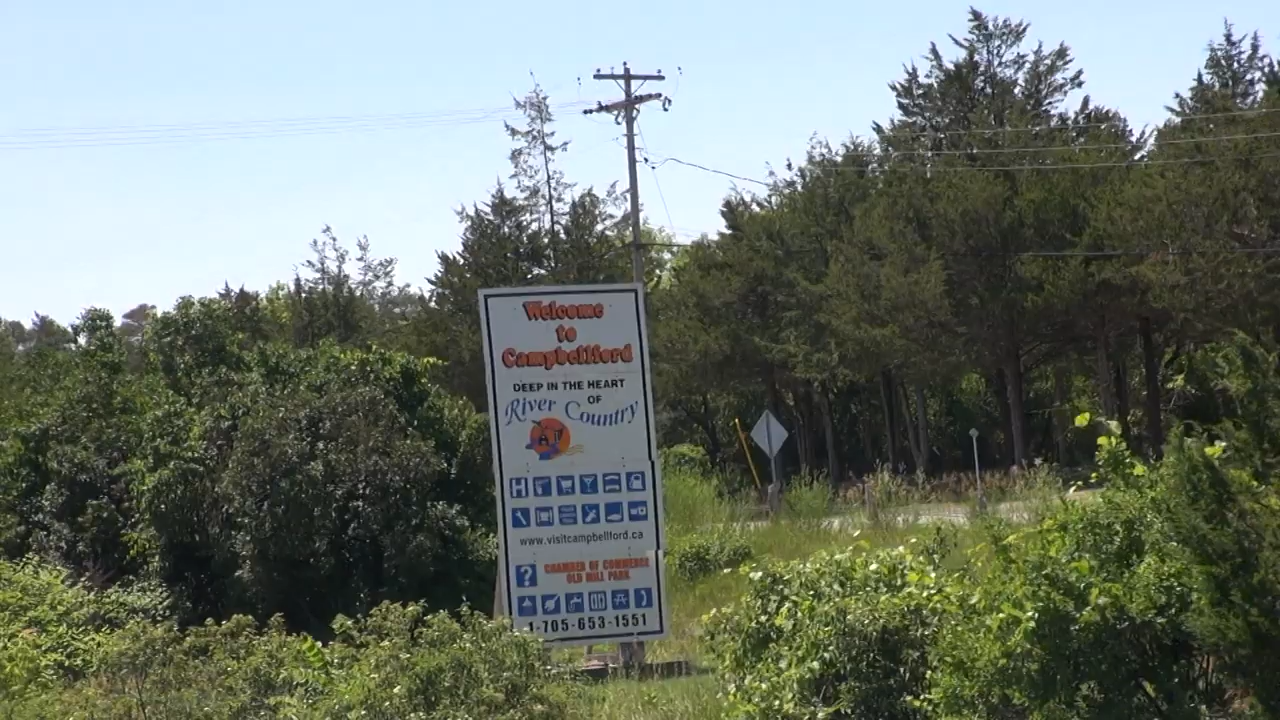 Welcome
to
Campbellford
DEEP IN THE HEART
OF
River Country
H
www.visitcampbellford.ca
?
CHAMBER OF COMMERCE
OLD MILL PARK
1-705-653-1551